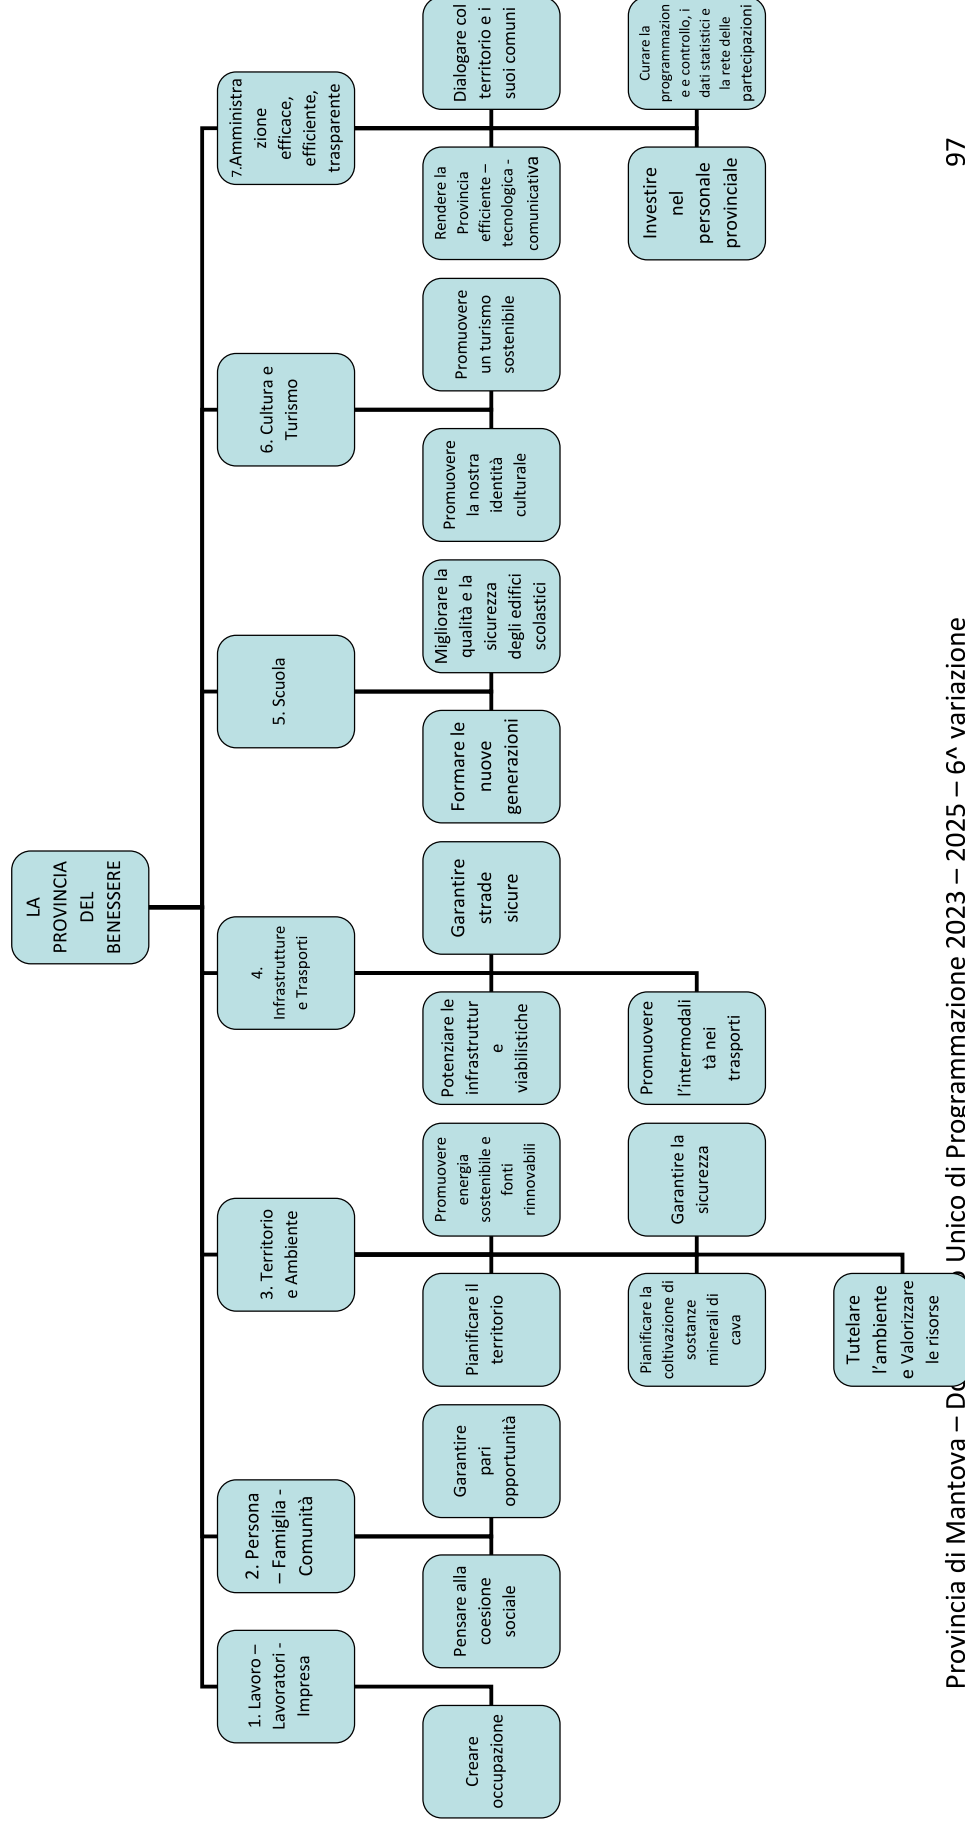 LA
PROVINCIA
DEL
BENESSERE
1. Lavoro –
Lavoratori -
Impresa
Creare
occupazione
2. Persona
– Famiglia -
Comunità
Pensare alla
coesione
sociale
Garantire
pari
opportunità
3. Territorio
e Ambiente
Pianificare il
territorio
Promuovere
energia
sostenibile e
fonti
rinnovabili
Pianificare la
coltivazione di
sostanze
minerali di
cava
Garantire la
sicurezza
Tutelare
l'ambiente
e Valorizzare
le risorse
4.
Infrastrutture
e Trasporti
Potenziare le
infrastruttur
e
viabilistiche
Garantire
strade
sicure
Promuovere
l'intermodali
tà nei
trasporti
5. Scuola
Formare le
nuove
generazioni
Migliorare la
qualità e la
sicurezza
degli edifici
scolastici
6. Cultura e
Turismo
Promuovere
la nostra
identità
culturale
Promuovere
un turismo
sostenibile
7.Amministra
zione
efficace,
efficiente,
trasparente
Rendere la
Provincia
efficiente –
tecnologica -
comunicativa
Dialogare col
territorio e i
suoi comuni
Investire
nel
personale
provinciale
Curare la
programmazion
e e controllo, i
dati statistici e
la rete delle
partecipazioni
Provincia di Mantova – Unico di Programmazione 2023 – 2025 – 6^ variazione 97